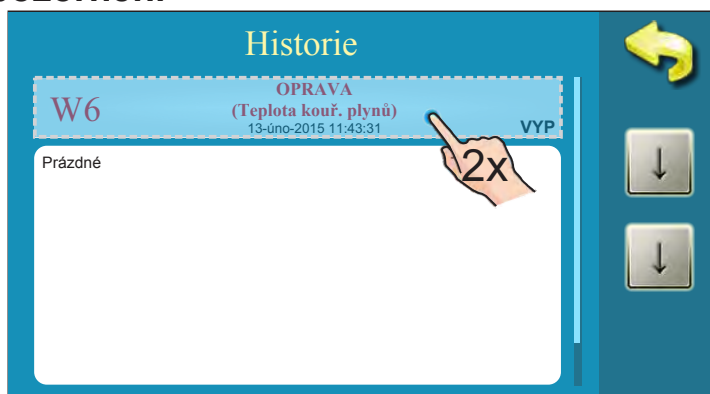 Historie
W6
OPRAVA
(Teplota kouř. plynů)
13-úno-2015 11:43:31
VYP
2x
Prázdné
↓
↓